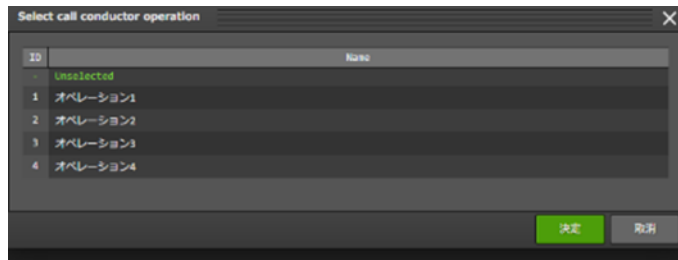 Select call conductor operation
ID Name
- Unselected
1 オペレーション1
2 オペレーション2
3 オペレーション3
4 オペレーション4
決定 取消